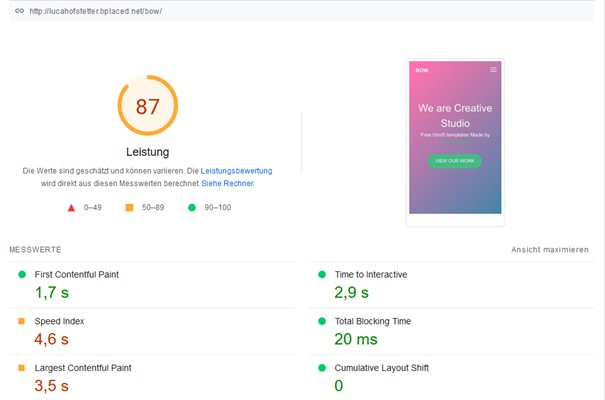 http://lucahofstetter.bplaced.net/bow/
87
Leistung
Die Werte sind geschätzt und können variieren. Die Leistungsbewertung
wird direkt aus diesen Messwerten berechnet. Siehe Rechner.
0–49
50–89
90–100
BOW
We are Creative
Studio
Free html5 templates Made by
VIEW OUR WORK
MESSWERTE
Ansicht maximieren
First Contentful Paint
1,7 s
Time to Interactive
2,9 s
Speed Index
4,6 s
Total Blocking Time
20 ms
Largest Contentful Paint
3,5 s
Cumulative Layout Shift
0